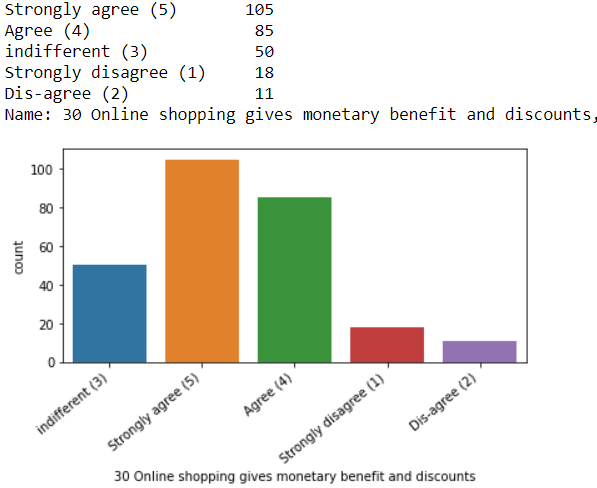 Strongly agree (5) 105
Agree (4) 85
indifferent (3) 50
Strongly disagree (1) 18
Dis-agree (2) 11
Name: 30 Online shopping gives monetary benefit and discounts,
100
80
60
40
20
0
count
indifferent (3)
Strongly agree (5)
Agree (4)
Strongly disagree (1)
Dis-agree (2)
30 Online shopping gives monetary benefit and discounts